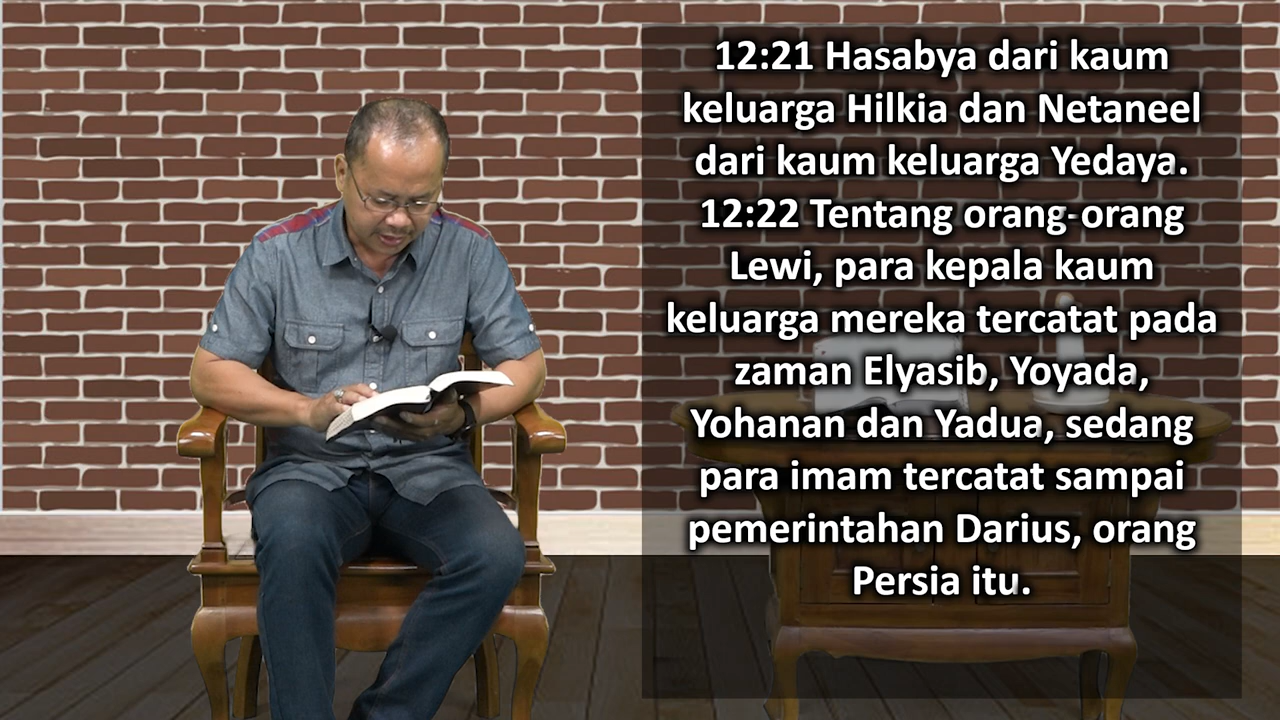 12:21 Hasabya dari kaum
keluarga Hilkia dan Netaneel
dari kaum keluarga Yedaya.
12:22 Tentang orang-orang
Lewi, para kepala kaum
keluarga mereka tercatat pada
zaman Elyasib, Yoyada,
Yohanan dan Yadua, sedang
para imam tercatat sampai
pemerintahan Darius, orang
Persia itu.